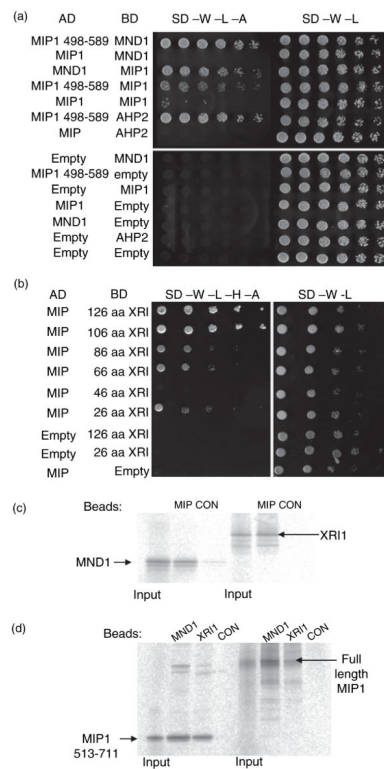 (a)
AD BD SD –W –L –A SD –W –L
MIP1 498-589 MND1
MIP1 MND1
MND1 MIP1
MIP1 498-589 MIP1
MIP1 MIP1
MIP1 498-589 AHP2
MIP AHP2
Empty MND1
MIP1 498-589 empty
Empty MIP1
MIP1 Empty
MND1 Empty
Empty AHP2
Empty Empty
(b)
AD BD SD –W –L –H –A SD –W -L
MIP 126 aa XRI
MIP 106 aa XRI
MIP 86 aa XRI
MIP 66 aa XRI
MIP 46 aa XRI
MIP 26 aa XRI
Empty 126 aa XRI
Empty 26 aa XRI
MIP Empty
(c)
Beads: MIP CON MIP CON
XRI1
MND1
Input Input
(d)
Beads: MND1 XRI1 CON MND1 XRI1 CON
Full
length
MIP1
MIP1
513-711
Input Input